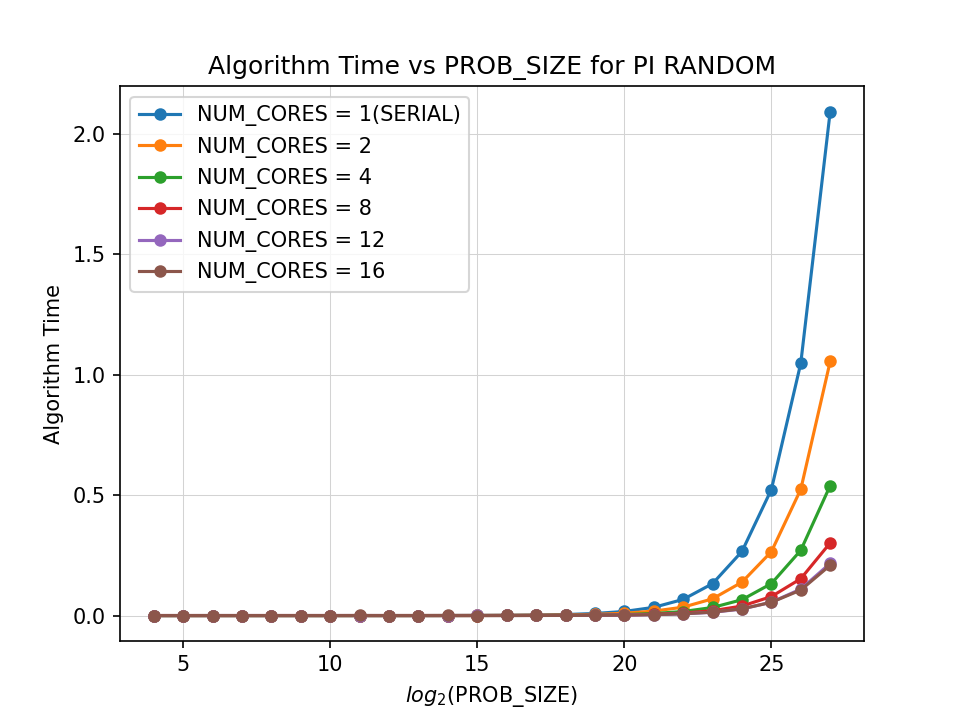 Algorithm Time vs PROB_SIZE for PI RANDOM
NUM_CORES = 1(SERIAL)
NUM_CORES = 2
NUM_CORES = 4
NUM_CORES = 8
NUM_CORES = 12
NUM_CORES = 16
Algorithm Time
2.0
1.5
1.0
0.5
0.0
5 10 15 20 25
log₂(PROB_SIZE)